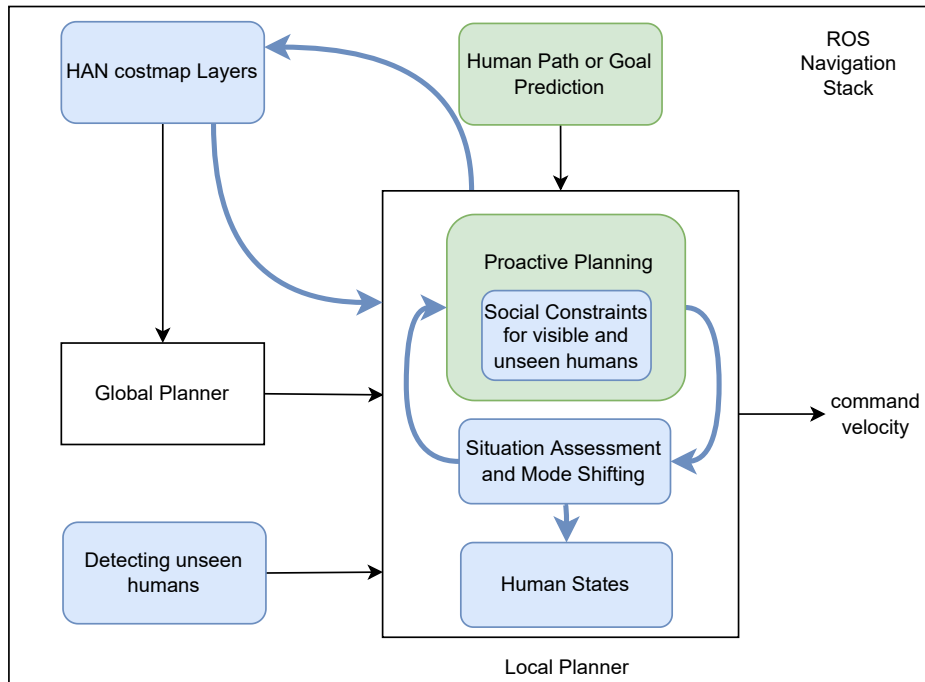 HAN costmap Layers
Human Path or Goal
Prediction
ROS
Navigation
Stack
Proactive Planning
Social Constraints
for visible and
unseen humans
Global Planner
command
velocity
Situation Assessment
and Mode Shifting
Detecting unseen
humans
Human States
Local Planner